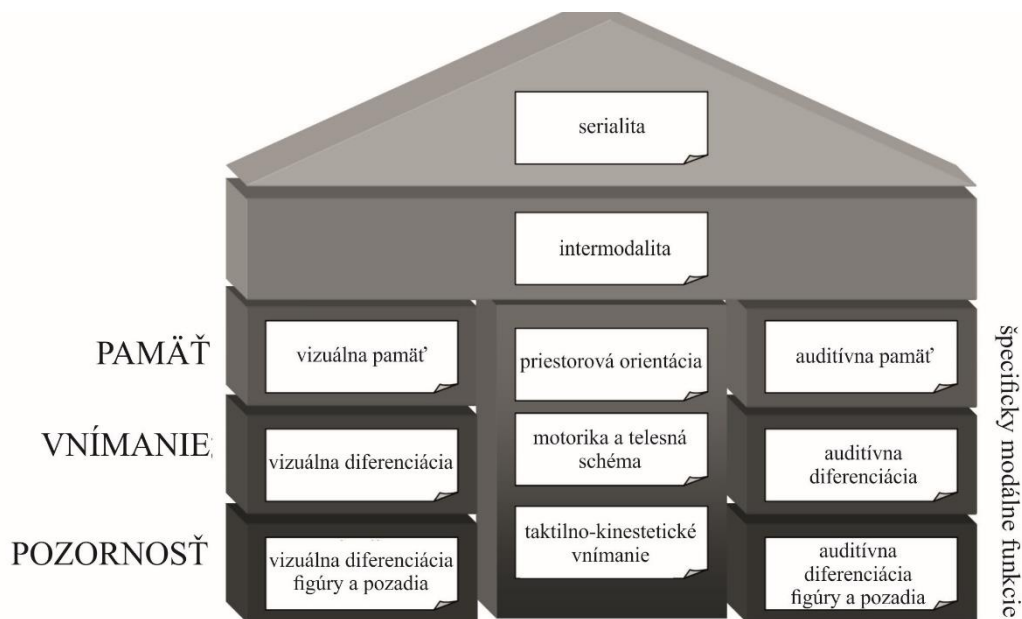 serialita
intermodalita
PAMÄŤ
vizuálna pamäť
priestorová orientácia
auditívna pamäť
VNÍMANIE
vizuálna diferenciácia
motorika a telesná
schéma
auditívna
diferenciácia
POZORNOSŤ
vizuálna diferenciácia
figúry a pozadia
taktilno-kinestetické
vnímanie
auditívna
diferenciácia
figúry a pozadia
špecificky modálne funkcie